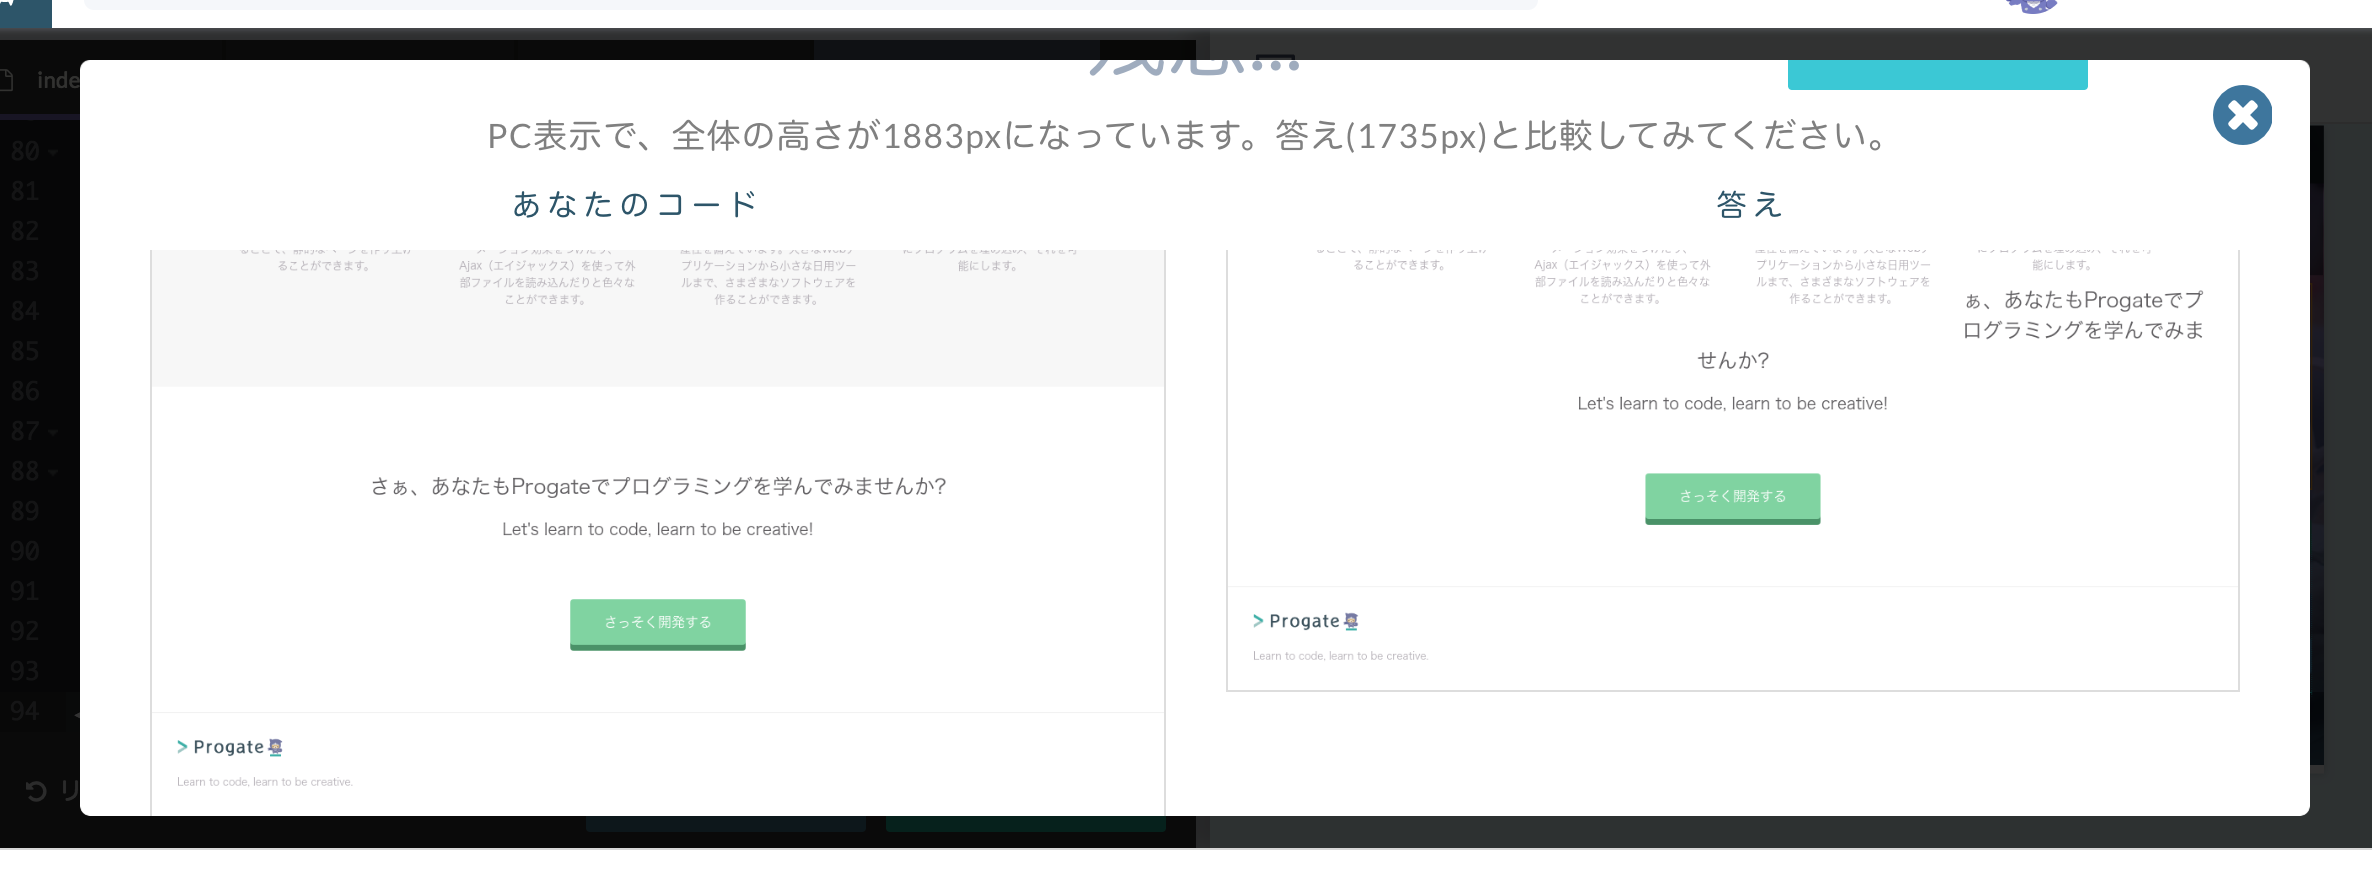 inde
残念...
PC表示で、全体の高さが1883pxになっています。答え(1735px)と比較してみてください。
あなたのコード
答え
ることができます。
Ajax（エイジャックス）を使って外
部ファイルを読み込んだりと色々な
ことができます。
プリケーションから小さな日用ツー
ルまで、さまざまなソフトウェアを
作ることができます。
能にします。
さぁ、あなたもProgateでプログラミングを学んでみませんか?
Let's learn to code, learn to be creative!
さっそく開発する
Progate
Learn to code, learn to be creative.
ることができます。
Ajax（エイジャックス）を使って外
部ファイルを読み込んだりと色々な
ことができます。
プリケーションから小さな日用ツー
ルまで、さまざまなソフトウェアを
作ることができます。
能にします。
ぁ、あなたもProgateでプ
ログラミングを学んでみま
せんか?
Let's learn to code, learn to be creative!
さっそく開発する
Progate
Learn to code, learn to be creative.
80
81
82
83
84
85
86
87
88
89
90
91
92
93
94
リ